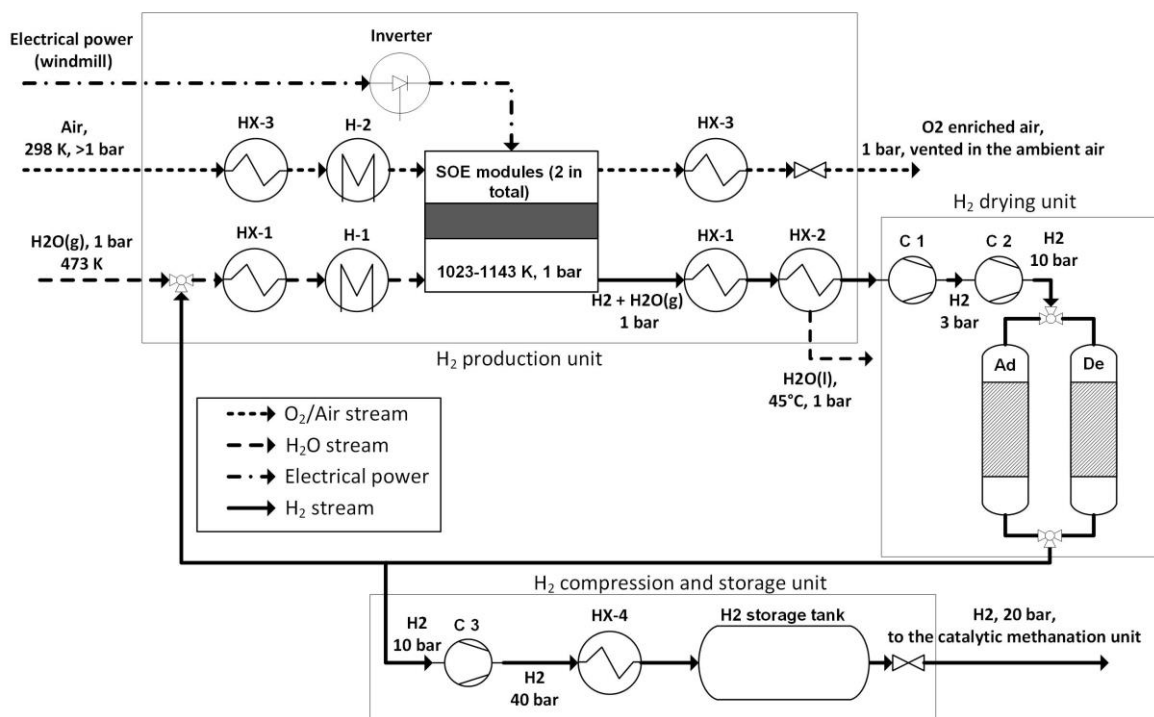 Electrical power
(windmill)
Inverter
Air,
298 K, >1 bar
HX-3
H-2
HX-3
O2 enriched air,
1 bar, vented in the ambient air
SOE modules (2 in
total)
H2O(g), 1 bar
473 K
HX-1
H-1
1023-1143 K, 1 bar
HX-1
HX-2
H2 + H2O(g)
1 bar
H₂ production unit
H2O(l),
45°C, 1 bar
H₂ drying unit
C 1
C 2
H2
10 bar
H2
3 bar
Ad
De
O₂/Air stream
H₂O stream
Electrical power
H₂ stream
H₂ compression and storage unit
H2
10 bar
C 3
H2
40 bar
HX-4
H2 storage tank
H2, 20 bar,
to the catalytic methanation unit